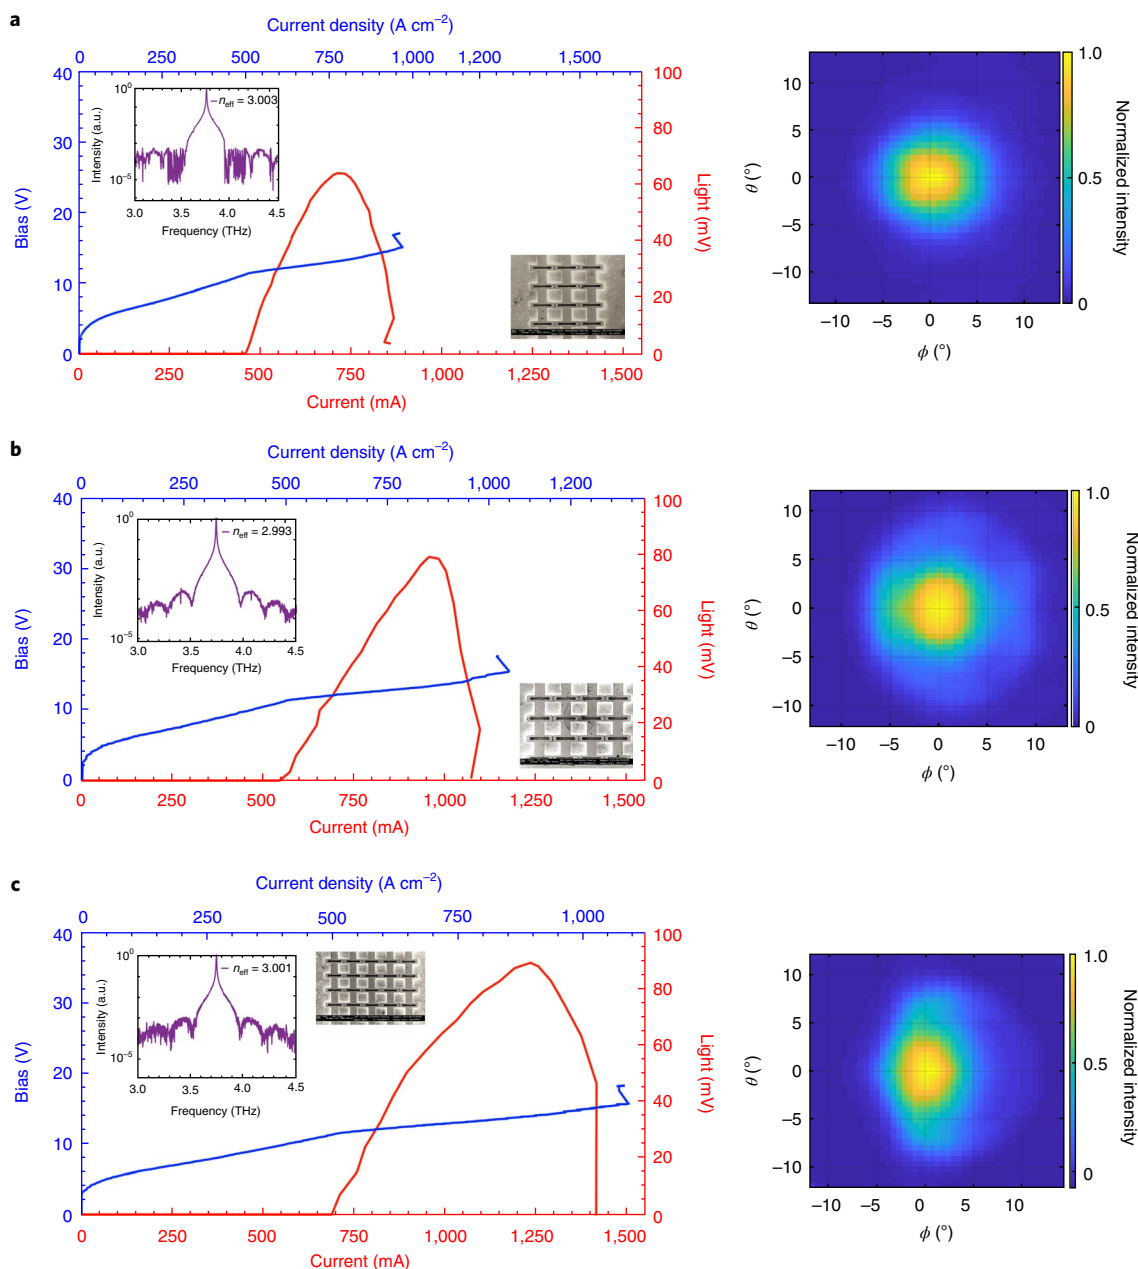 a
Current density (A cm−2)
0 250 500 750 1,000 1,200 1,500
40 100
30 80
20 60
10 40
0 20
0
Bias (V)
Light (mV)
100
10−5
Intensity (a.u.)
neff = 3.003
3.0 3.5 4.0 4.5
Frequency (THz)
0 250 500 750 1,000 1,250 1,500
Current (mA)
10
5
0
−5
−10
θ (°)
−10 −5 0 5 10
ϕ (°)
1.0
0.5
0
Normalized intensity
b
Current density (A cm−2)
0 250 500 750 1,000 1,200
40 100
30 80
20 60
10 40
0 20
0
Bias (V)
Light (mV)
100
10−5
Intensity (a.u.)
neff = 2.993
3.0 3.5 4.0 4.5
Frequency (THz)
0 250 500 750 1,000 1,250 1,500
Current (mA)
10
5
0
−5
−10
θ (°)
−10 −5 0 5 10
ϕ (°)
1.0
0.5
0
Normalized intensity
c
Current density (A cm−2)
0 250 500 750 1,000
40 100
30 80
20 60
10 40
0 20
0
Bias (V)
Light (mV)
100
10−5
Intensity (a.u.)
neff = 3.001
3.0 3.5 4.0 4.5
Frequency (THz)
0 250 500 750 1,000 1,250 1,500
Current (mA)
10
5
0
−5
−10
θ (°)
−10 −5 0 5 10
ϕ (°)
1.0
0.5
0
Normalized intensity